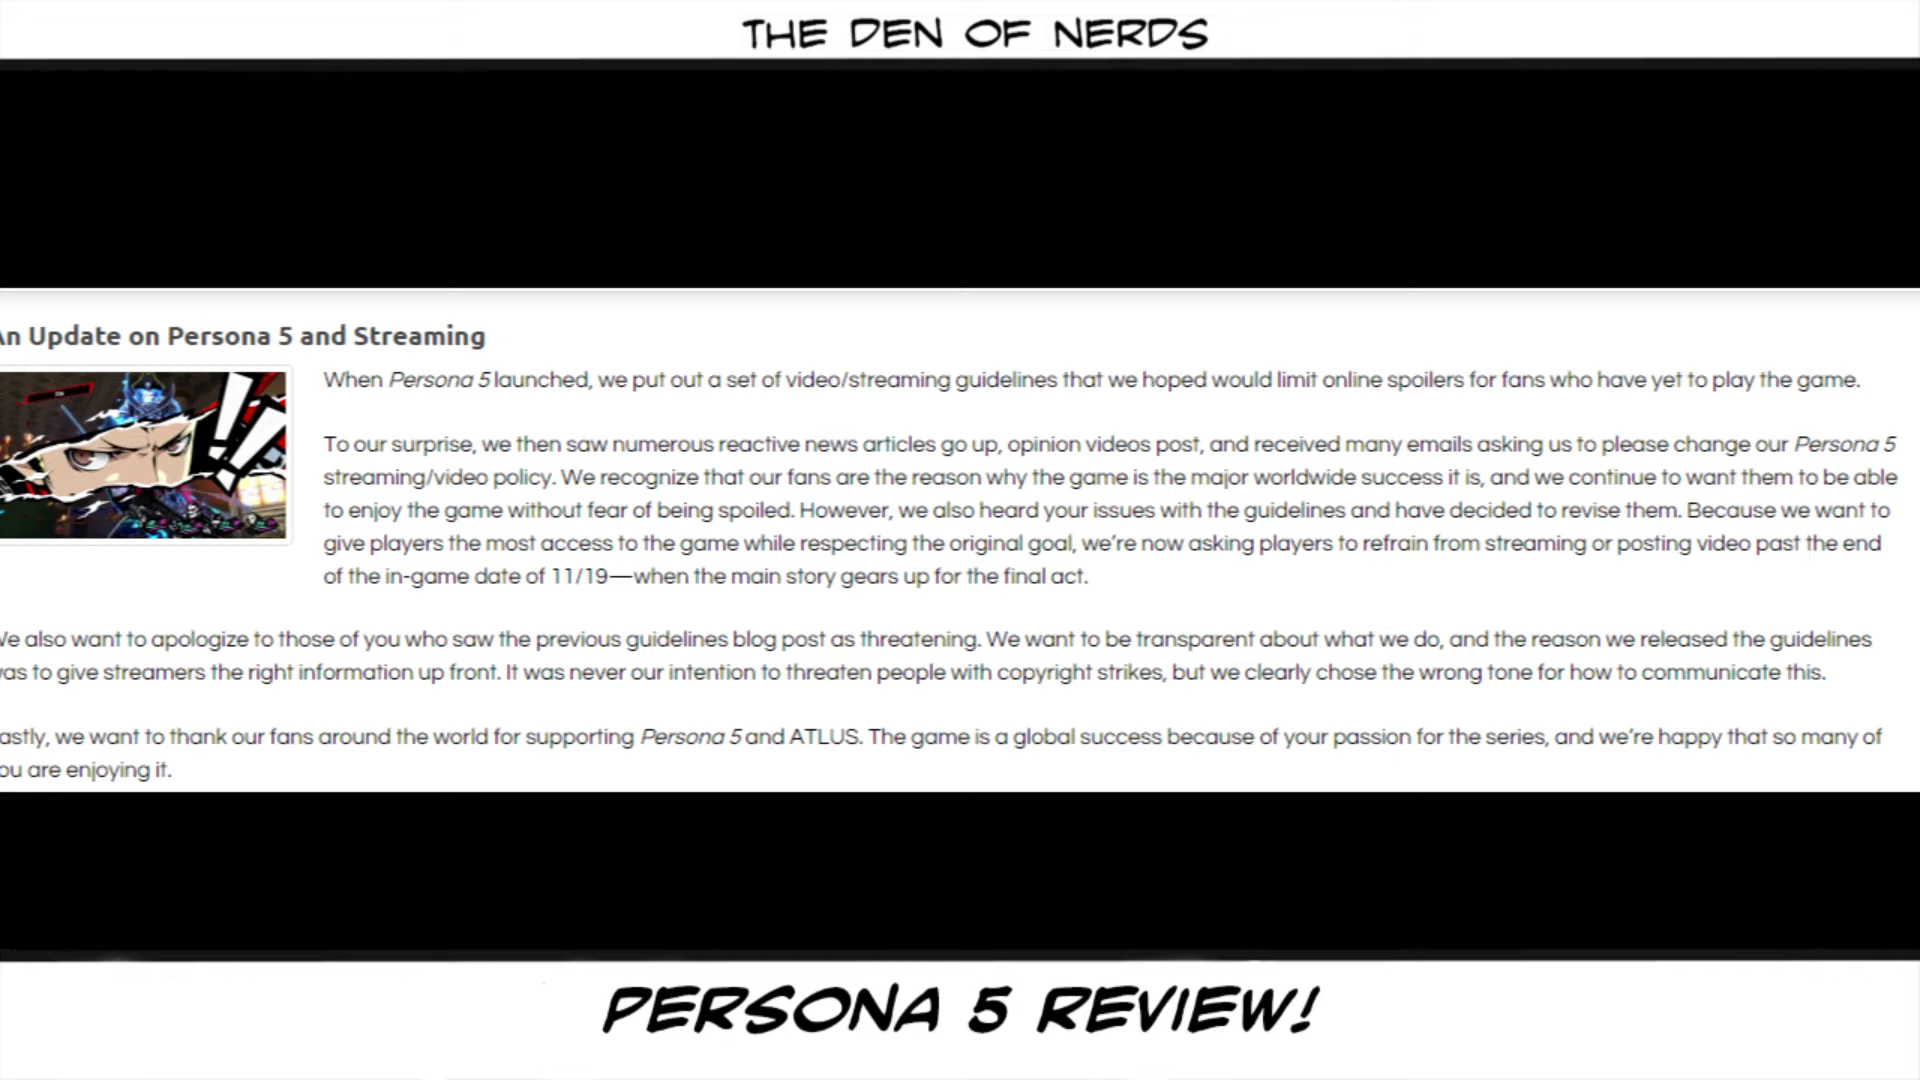 THE DEN OF NERDS
An Update on Persona 5 and Streaming
When Persona 5 launched, we put out a set of video/streaming guidelines that we hoped would limit online spoilers for fans who have yet to play the game.
To our surprise, we then saw numerous reactive news articles go up, opinion videos post, and received many emails asking us to please change our Persona 5
streaming/video policy. We recognize that our fans are the reason why the game is the major worldwide success it is, and we continue to want them to be able
to enjoy the game without fear of being spoiled. However, we also heard your issues with the guidelines and have decided to revise them. Because we want to
give players the most access to the game while respecting the original goal, we're now asking players to refrain from streaming or posting video past the end
of the in-game date of 11/19—when the main story gears up for the final act.
We also want to apologize to those of you who saw the previous guidelines blog post as threatening. We want to be transparent about what we do, and the reason we released the guidelines
was to give streamers the right information up front. It was never our intention to threaten people with copyright strikes, but we clearly chose the wrong tone for how to communicate this.
astly, we want to thank our fans around the world for supporting Persona 5 and ATLUS. The game is a global success because of your passion for the series, and we're happy that so many of
ou are enjoying it.
PERSONA 5 REVIEW!